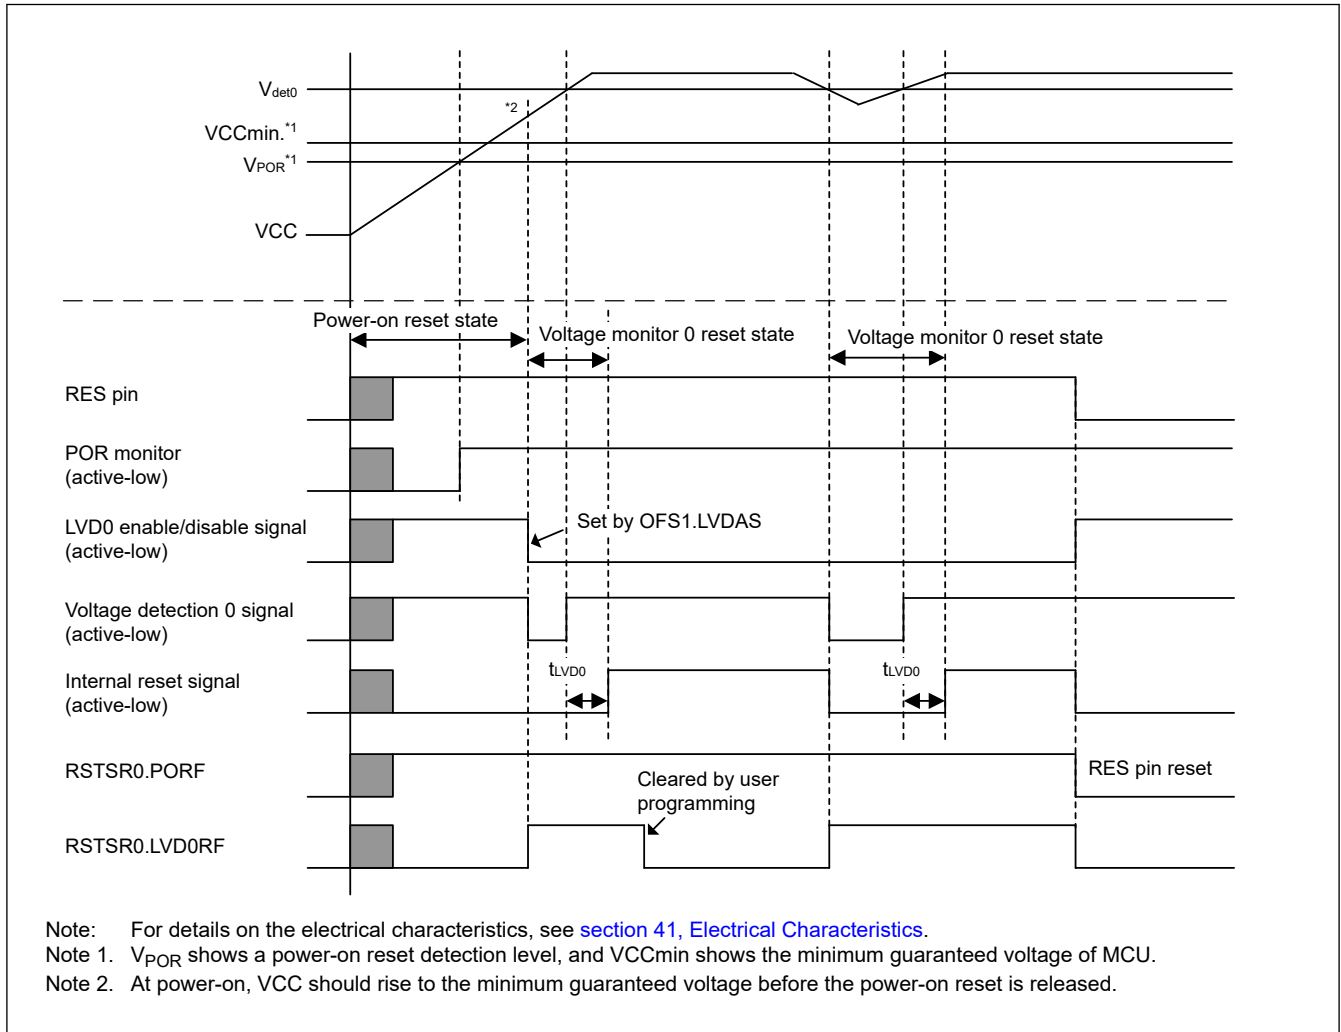 Vdet0
*2
VCCmin.*1
VPOR*1
VCC
Power-on reset state
Voltage monitor 0 reset state
Voltage monitor 0 reset state
RES pin
POR monitor
(active-low)
LVD0 enable/disable signal
(active-low)
Set by OFS1.LVDAS
Voltage detection 0 signal
(active-low)
tLVD0
tLVD0
Internal reset signal
(active-low)
RSTSR0.PORF
RES pin reset
Cleared by user
programming
RSTSR0.LVD0RF
Note: For details on the electrical characteristics, see section 41, Electrical Characteristics.
Note 1. VPOR shows a power-on reset detection level, and VCCmin shows the minimum guaranteed voltage of MCU.
Note 2. At power-on, VCC should rise to the minimum guaranteed voltage before the power-on reset is released.